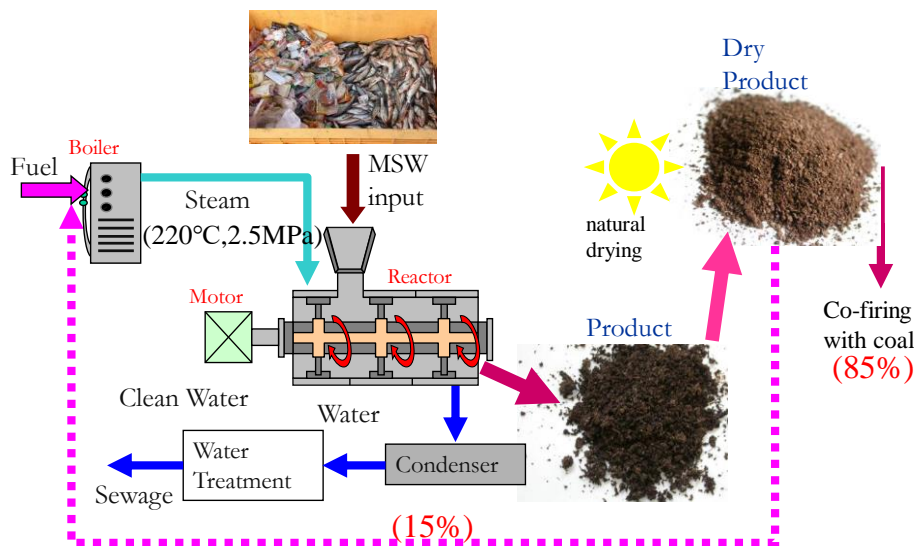 Dry
Product
Boiler
Fuel
MSW
input
Steam
(220℃,2.5MPa)
natural
drying
Reactor
Motor
Product
Co-firing
with coal
(85%)
Clean Water
Water
Water
Treatment
Condenser
Sewage
(15%)